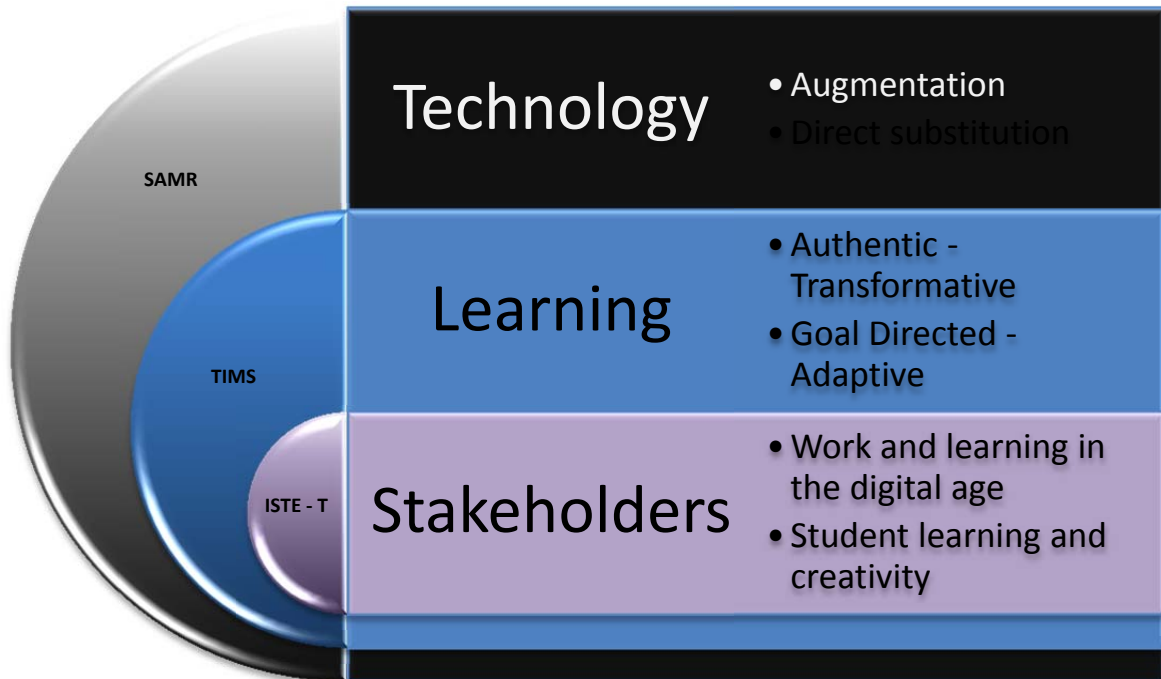 SAMR
Technology
• Augmentation
• Direct substitution
TIMS
Learning
• Authentic -
Transformative
• Goal Directed -
Adaptive
ISTE - T
Stakeholders
• Work and learning in
the digital age
• Student learning and
creativity